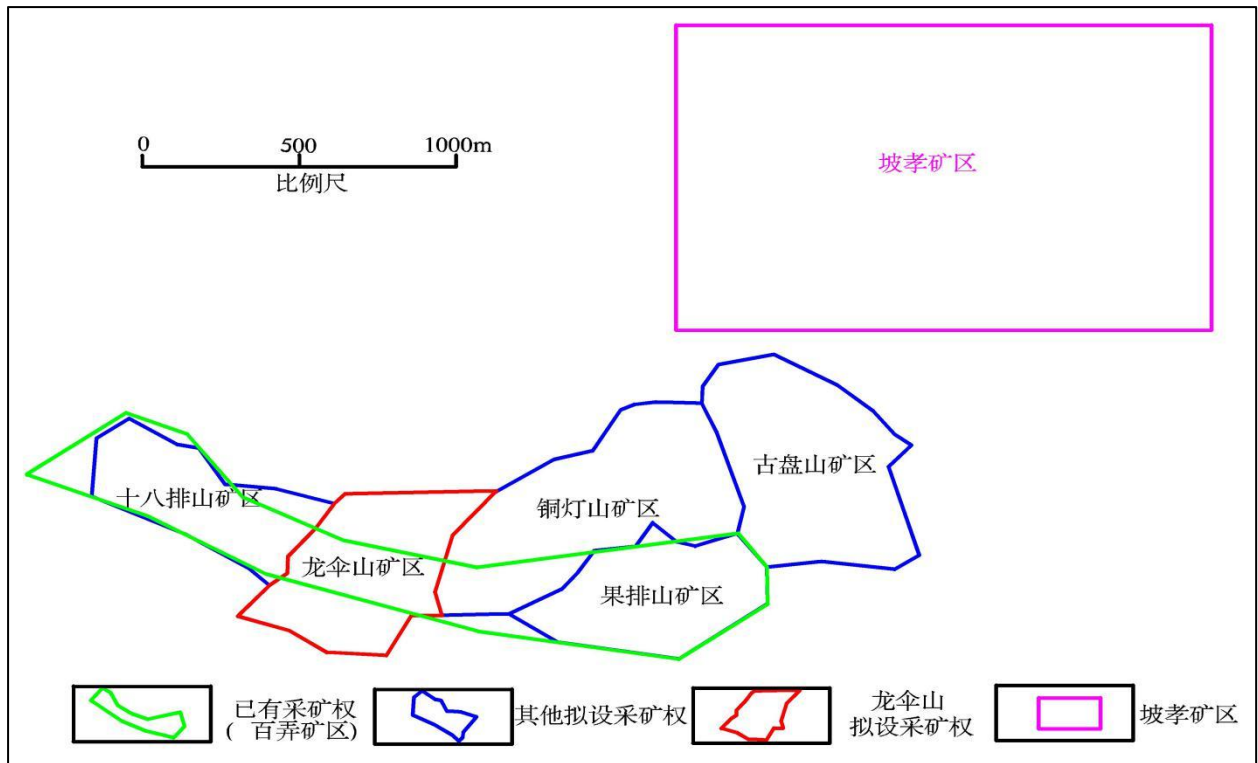 坡孝矿区
0 500 1000m
比例尺
古盘山矿区
十八排山矿区
铜灯山矿区
龙伞山矿区
果排山矿区
已有采矿权
( 百弄矿区)
其他拟设采矿权
龙伞山
拟设采矿权
坡孝矿区